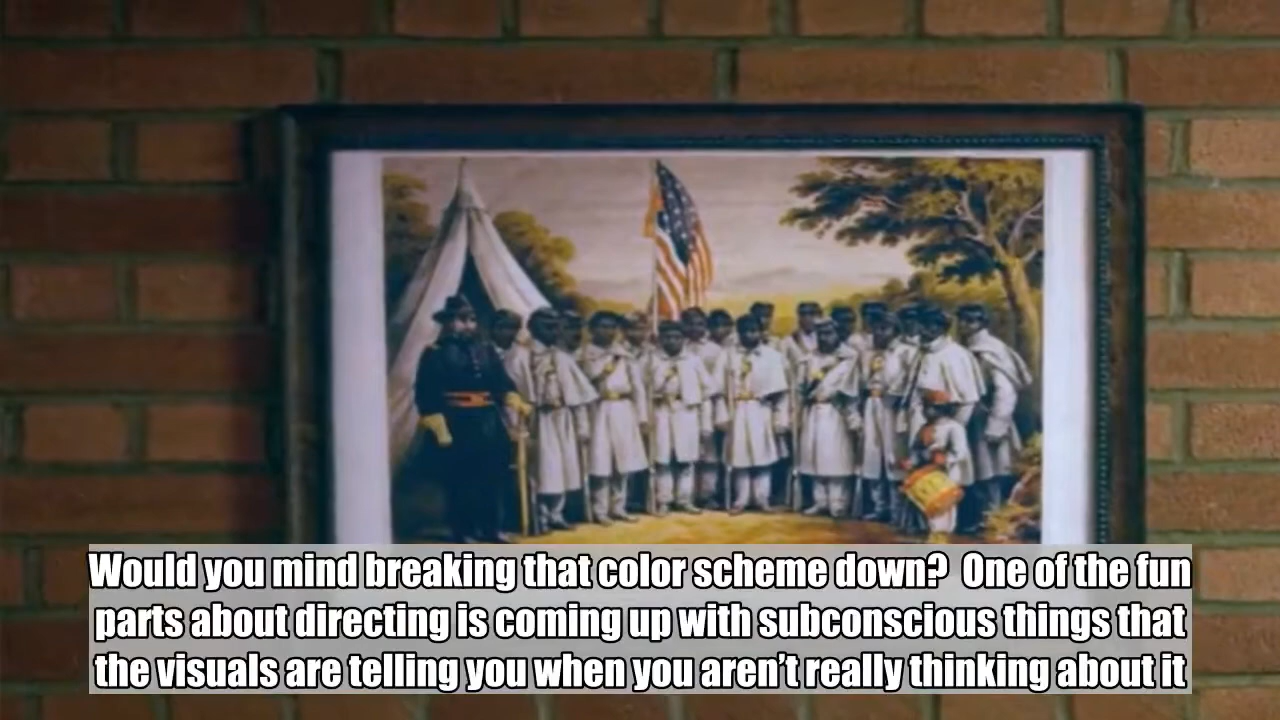 Would you mind breaking that color scheme down?  One of the fun
parts about directing is coming up with subconscious things that
the visuals are telling you when you aren’t really thinking about it